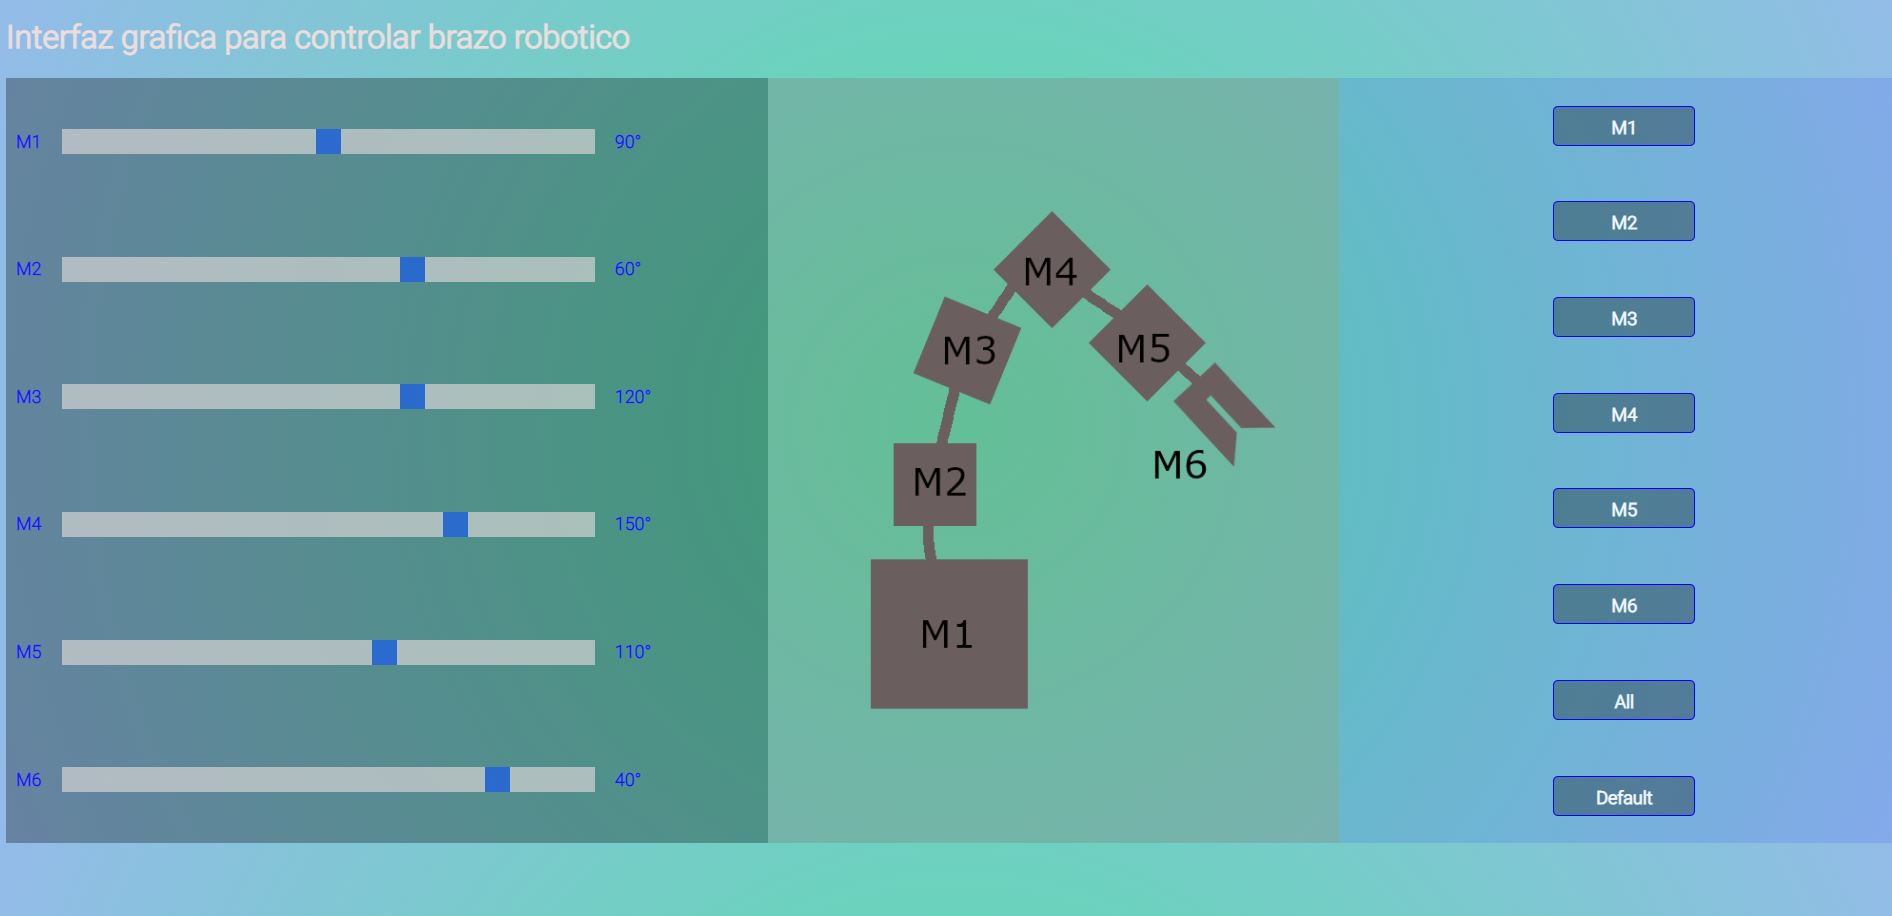 Interfaz grafica para controlar brazo robotico
M1 90°
M2 60°
M3 120°
M4 150°
M5 110°
M6 40°
M4
M3
M5
M6
M2
M1
M1
M2
M3
M4
M5
M6
All
Default